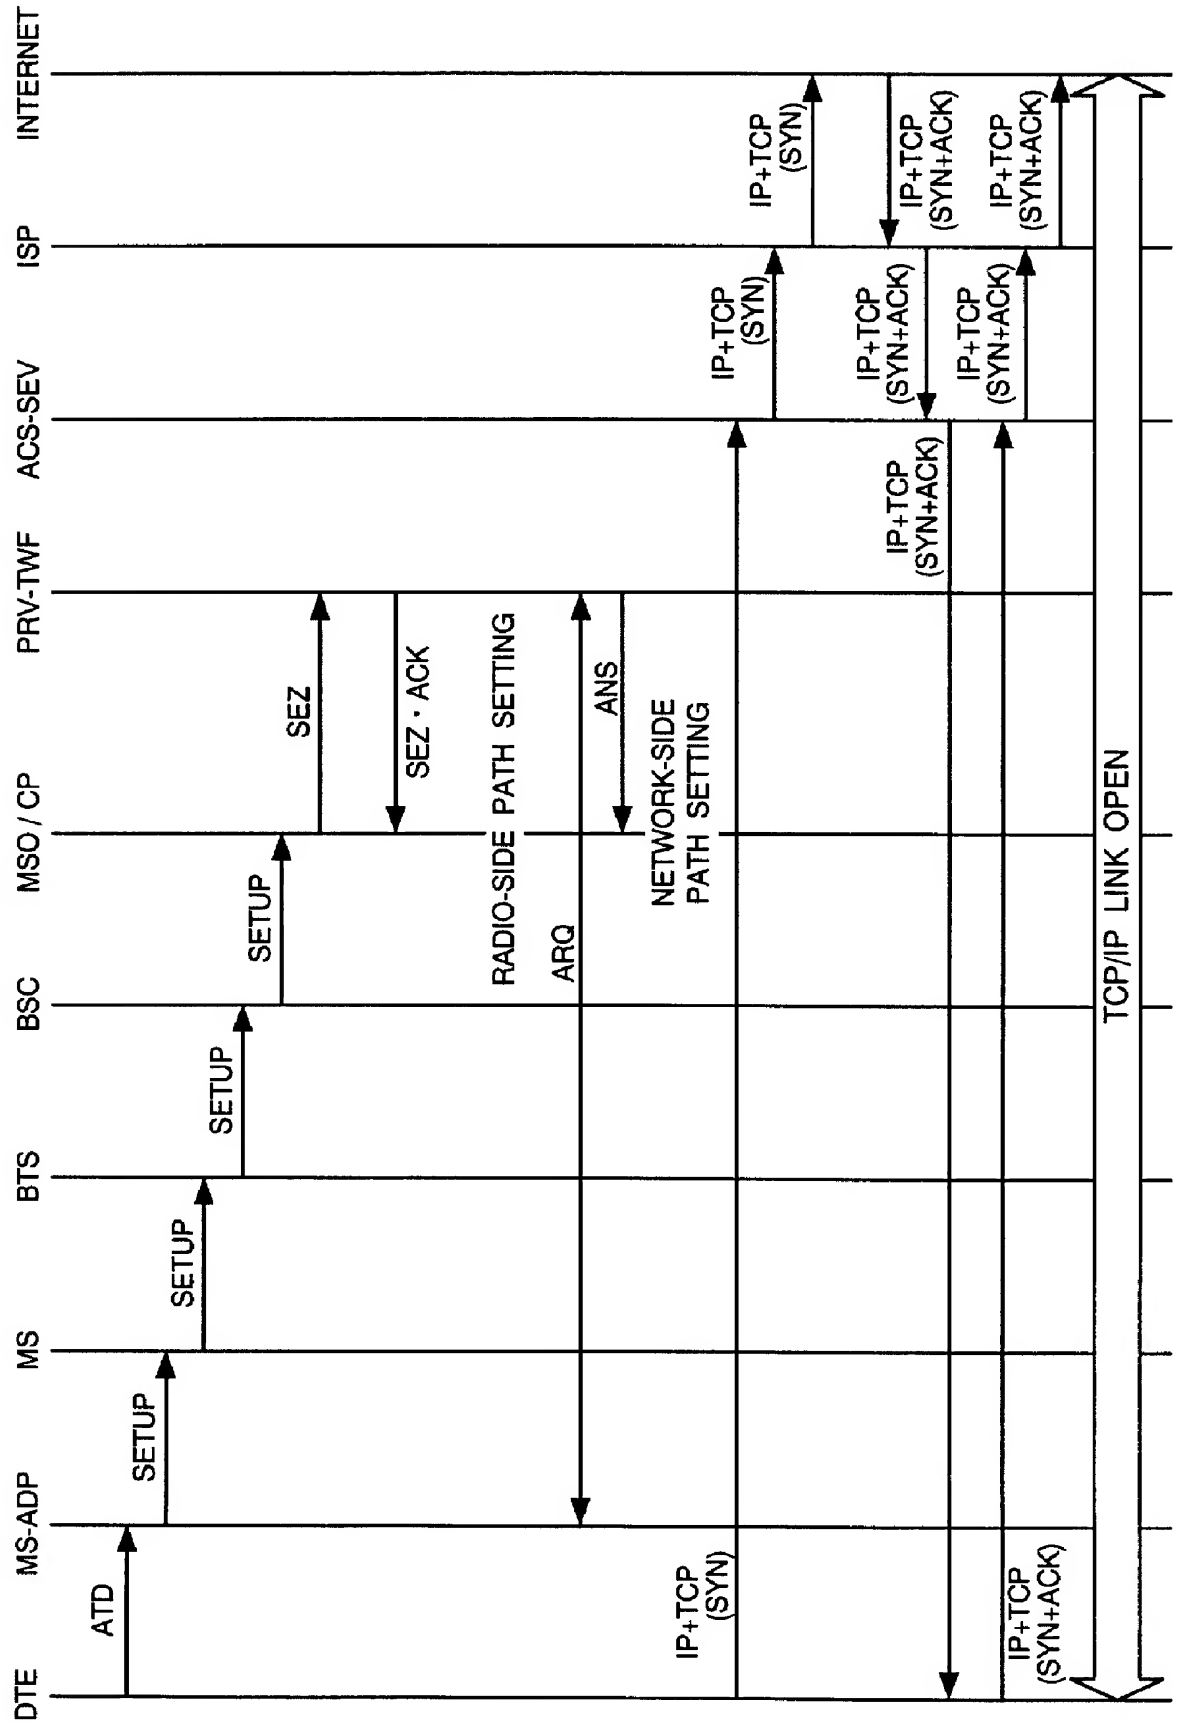 DTE
MS-ADP
MS
BTS
BSC
MSO / CP
PRV-TWF
ACS-SEV
ISP
INTERNET
ATD
SETUP
SETUP
SETUP
SETUP
SEZ
SEZ · ACK
RADIO-SIDE PATH SETTING
ARQ
ANS
NETWORK-SIDE
PATH SETTING
IP+TCP
(SYN)
IP+TCP
(SYN)
IP+TCP
(SYN)
IP+TCP
(SYN+ACK)
IP+TCP
(SYN+ACK)
IP+TCP
(SYN+ACK)
IP+TCP
(SYN+ACK)
IP+TCP
(SYN+ACK)
IP+TCP
(SYN+ACK)
TCP/IP LINK OPEN